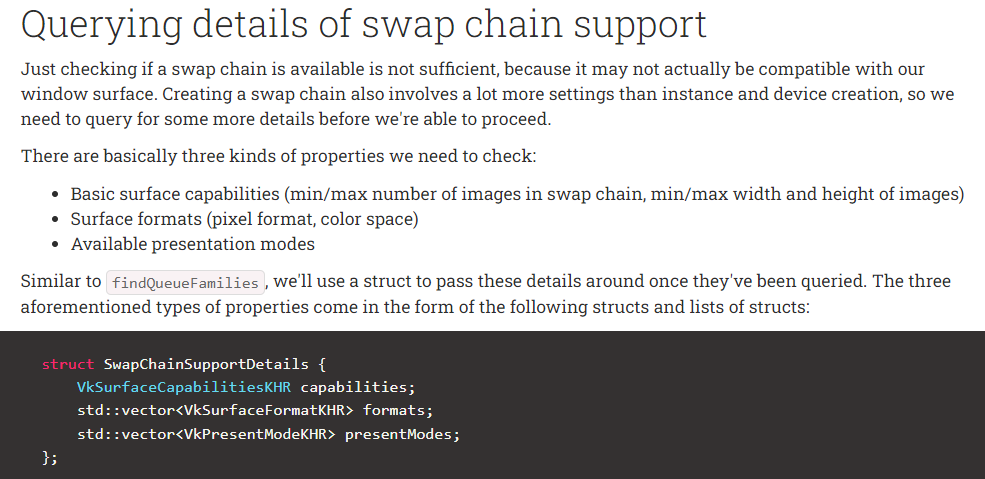 Querying details of swap chain support
Just checking if a swap chain is available is not sufficient, because it may not actually be compatible with our
window surface. Creating a swap chain also involves a lot more settings than instance and device creation, so we
need to query for some more details before we're able to proceed.
There are basically three kinds of properties we need to check:
• Basic surface capabilities (min/max number of images in swap chain, min/max width and height of images)
• Surface formats (pixel format, color space)
• Available presentation modes
Similar to findQueueFamilies, we'll use a struct to pass these details around once they've been queried. The three
aforementioned types of properties come in the form of the following structs and lists of structs:
struct SwapChainSupportDetails {
    VkSurfaceCapabilitiesKHR capabilities;
    std::vector<VkSurfaceFormatKHR> formats;
    std::vector<VkPresentModeKHR> presentModes;
};